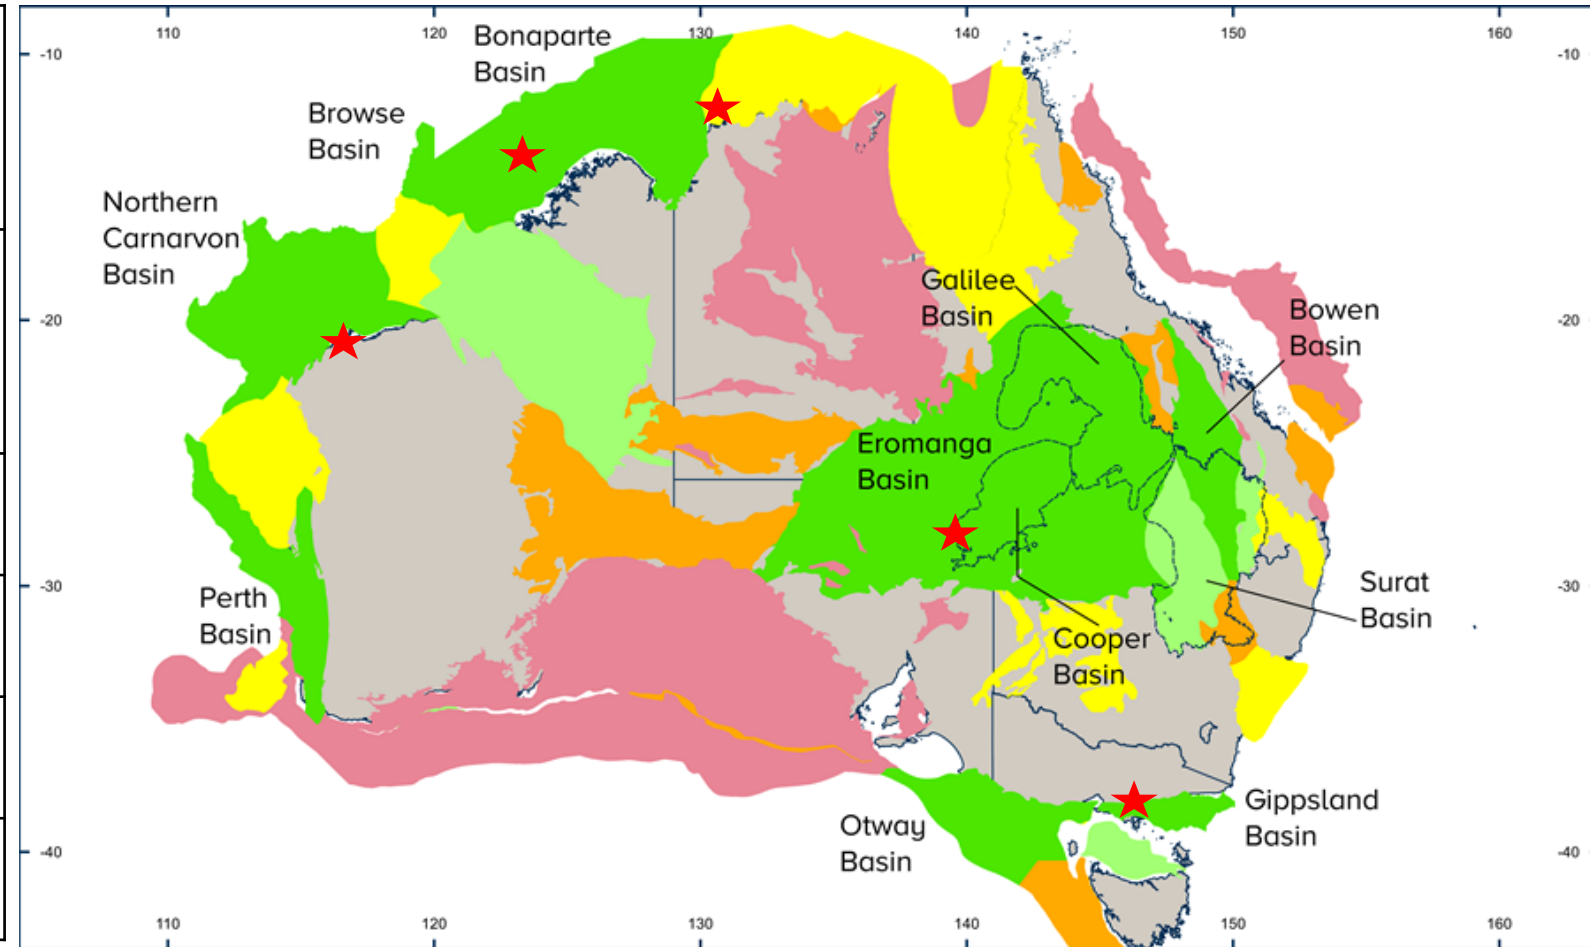 110
120
130
140
150
160
-10
-10
Bonaparte
Basin
Browse
Basin
Northern
Carnarvon
Basin
Galilee
Basin
Bowen
Basin
-20
-20
Eromanga
Basin
-30
-30
Perth
Basin
Surat
Basin
Cooper
Basin
Otway
Basin
Gippsland
Basin
-40
-40
110
120
130
140
150
160